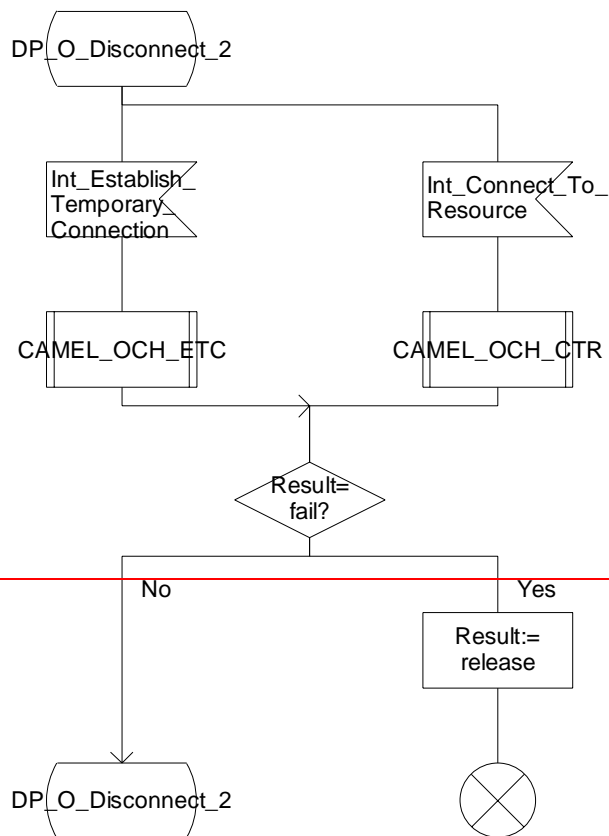 DP_O_Disconnect_2
Int_Establish_
Temporary_
Connection
Int_Connect_To_
Resource
CAMEL_OCH_ETC
CAMEL_OCH_CTR
Result=
fail?
No
Yes
Result:=
release
DP_O_Disconnect_2